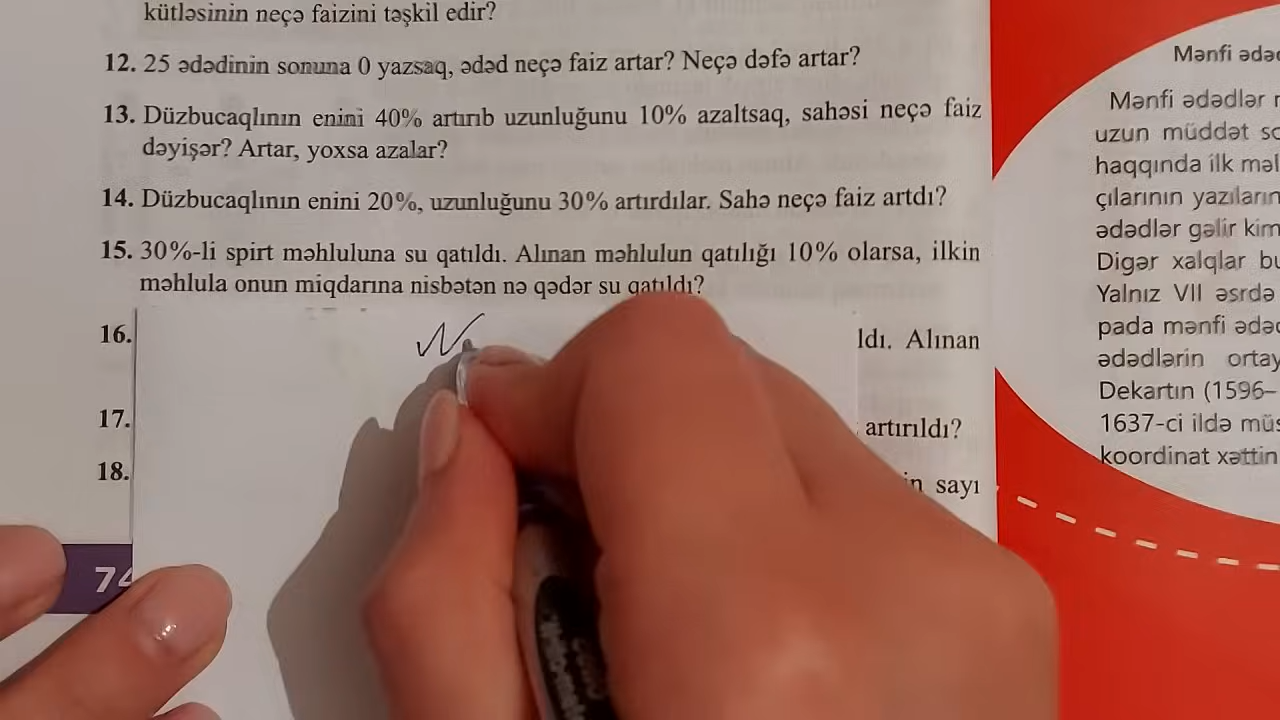 kütləsinin neçə faizini təşkil edir?
12. 25 ədədinin sonuna 0 yazsaq, ədəd neçə faiz artar? Neçə dəfə artar?
13. Düzbucaqlının enini 40% artırıb uzunluğunu 10% azaltsaq, sahəsi neçə faiz
dəyişər? Artar, yoxsa azalar?
14. Düzbucaqlının enini 20%, uzunluğunu 30% artırdılar. Sahə neçə faiz artdı?
15. 30%-li spirt məhluluna su qatıldı. Alınan məhlulun qatılığı 10% olarsa, ilkin
məhlula onun miqdarına nisbətən nə qədər su qatıldı?
16. ldı. Alınan
17. artırıldı?
18. in sayı
74
Mənfi ədəd
Mənfi ədədlər
uzun müddət
haqqında ilk məl
çılarının yazıların
ədədlər gəlir kim
Digər xalqlar bu
Yalnız VII əsrdə
pada mənfi ədəd
ədədlərin ortay
Dekartın (1596–
1637-ci ildə müs
koordinat xəttin